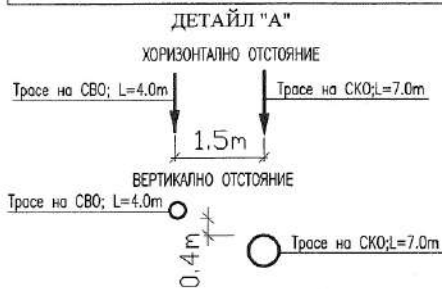 ДЕТАЙЛ "А"
ХОРИЗОНТАЛНО ОТСТОЯНИЕ
Трасе на СВО; L=4.0m
Трасе на СКО;L=7.0m
1.5m
ВЕРТИКАЛНО ОТСТОЯНИЕ
Трасе на СВО; L=4.0m
0.4m
Трасе на СКО;L=7.0m